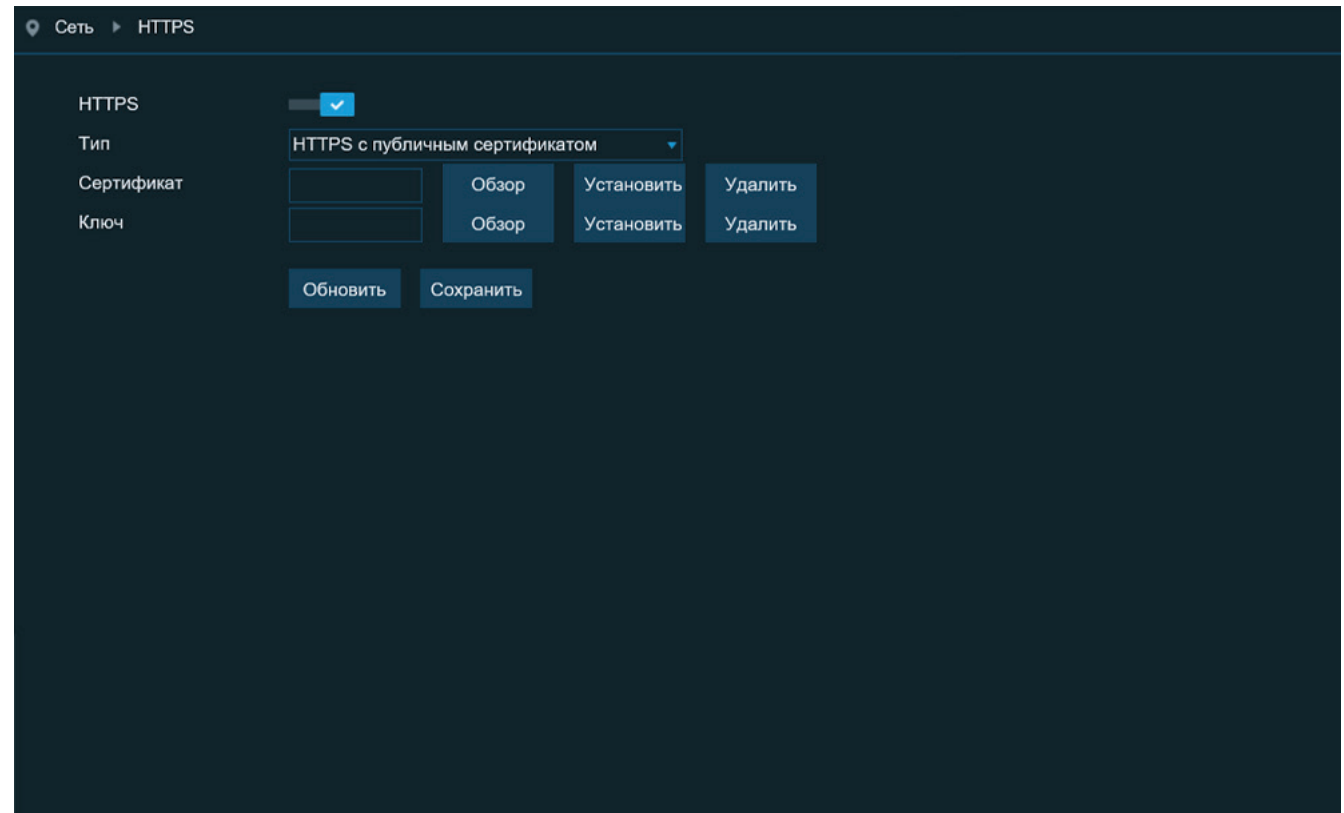 Сеть HTTPS
HTTPS
Тип HTTPS с публичным сертификатом
Сертификат Обзор Установить Удалить
Ключ Обзор Установить Удалить
Обновить Сохранить